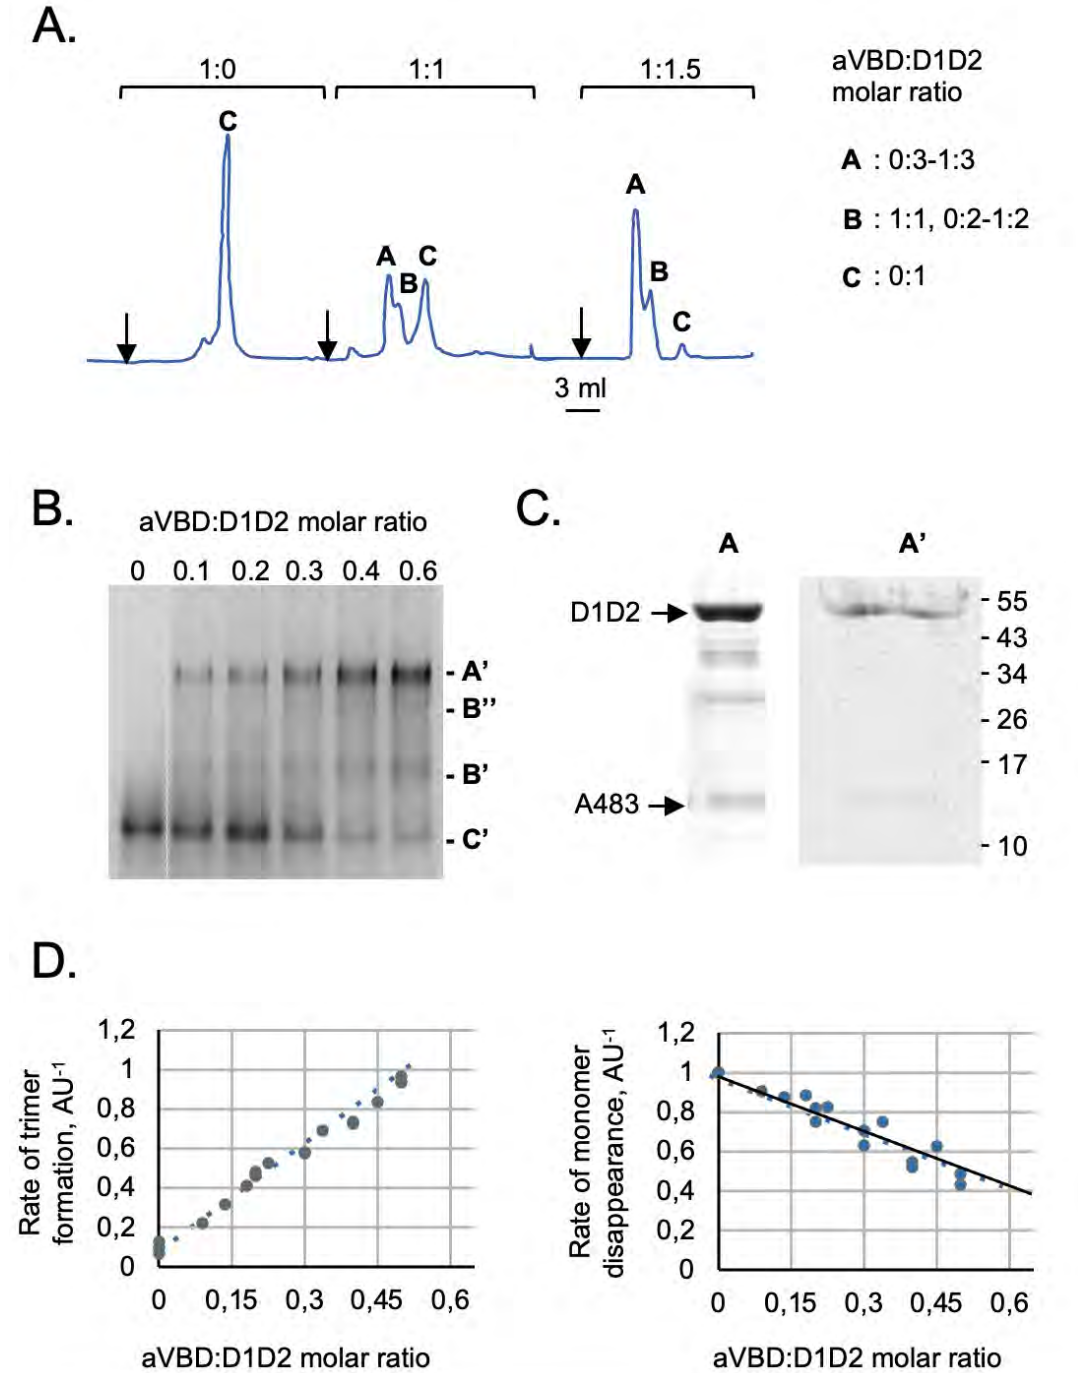 A.
1:0 1:1 1:1.5
aVBD:D1D2
molar ratio
C
A B C
A B C
A : 0:3-1:3
B : 1:1, 0:2-1:2
C : 0:1
3 ml
B.
aVBD:D1D2 molar ratio
0 0.1 0.2 0.3 0.4 0.6
- A’
- B’’
- B’
- C’
C.
A A’
D1D2
A483
- 55
- 43
- 34
- 26
- 17
- 10
D.
Rate of trimer
formation, AU-1
1,2
1
0,8
0,6
0,4
0,2
0
0 0,15 0,3 0,45 0,6
aVBD:D1D2 molar ratio
Rate of monomer
disappearance, AU-1
1,2
1
0,8
0,6
0,4
0,2
0
0 0,15 0,3 0,45 0,6
aVBD:D1D2 molar ratio